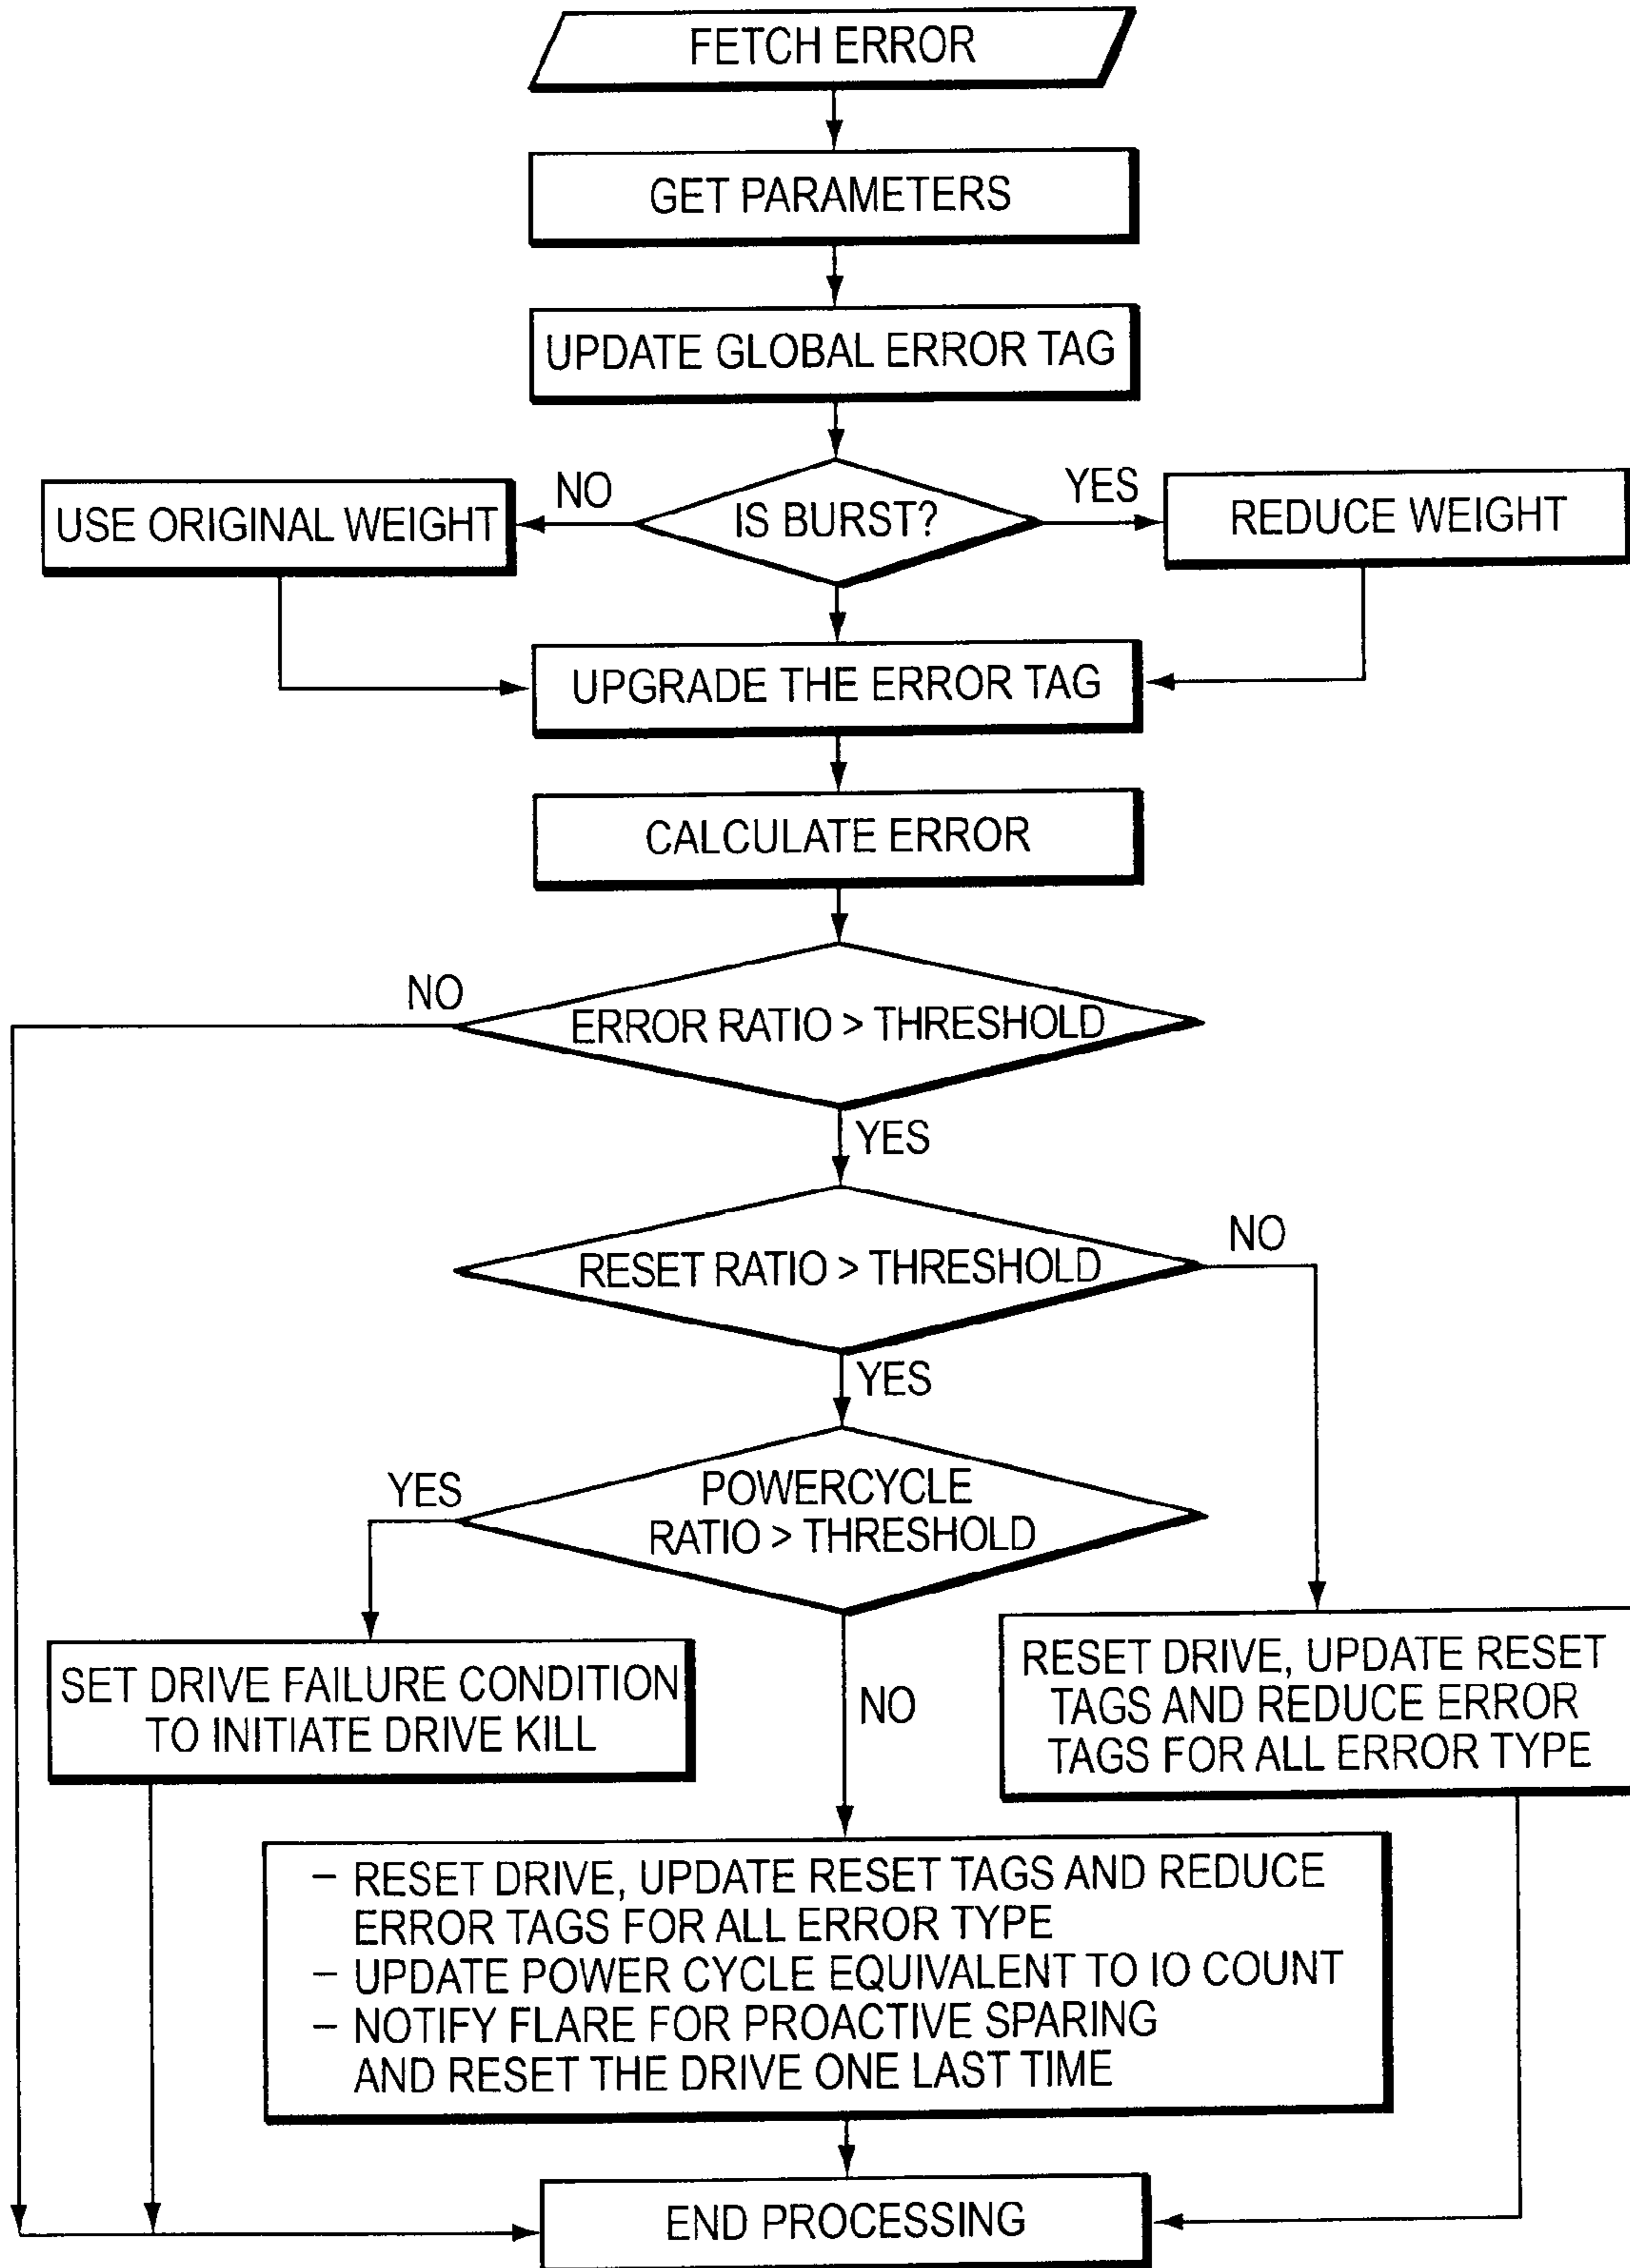 FETCH ERROR
GET PARAMETERS
UPDATE GLOBAL ERROR TAG
NO
YES
USE ORIGINAL WEIGHT
IS BURST?
REDUCE WEIGHT
UPGRADE THE ERROR TAG
CALCULATE ERROR
NO
ERROR RATIO > THRESHOLD
YES
NO
RESET RATIO > THRESHOLD
YES
YES
POWERCYCLE
RATIO > THRESHOLD
SET DRIVE FAILURE CONDITION
TO INITIATE DRIVE KILL
NO
RESET DRIVE, UPDATE RESET
TAGS AND REDUCE ERROR
TAGS FOR ALL ERROR TYPE
– RESET DRIVE, UPDATE RESET TAGS AND REDUCE
ERROR TAGS FOR ALL ERROR TYPE
– UPDATE POWER CYCLE EQUIVALENT TO IO COUNT
– NOTIFY FLARE FOR PROACTIVE SPARING
AND RESET THE DRIVE ONE LAST TIME
END PROCESSING